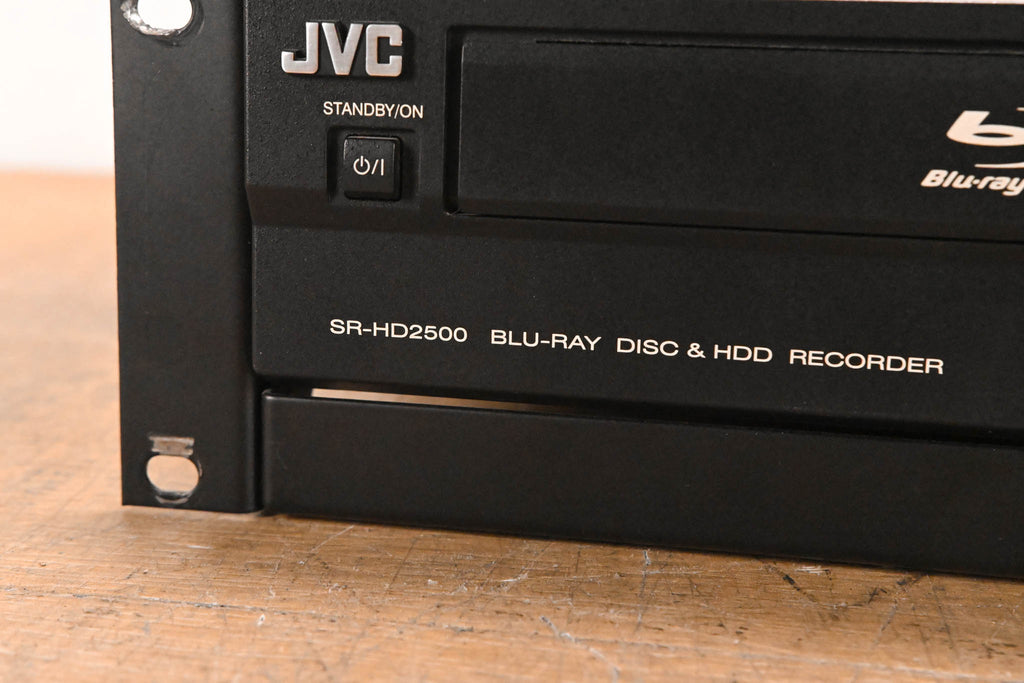 JVC
STANDBY/ON
⏻/I
Blu-ray
SR-HD2500 BLU-RAY DISC & HDD RECORDER